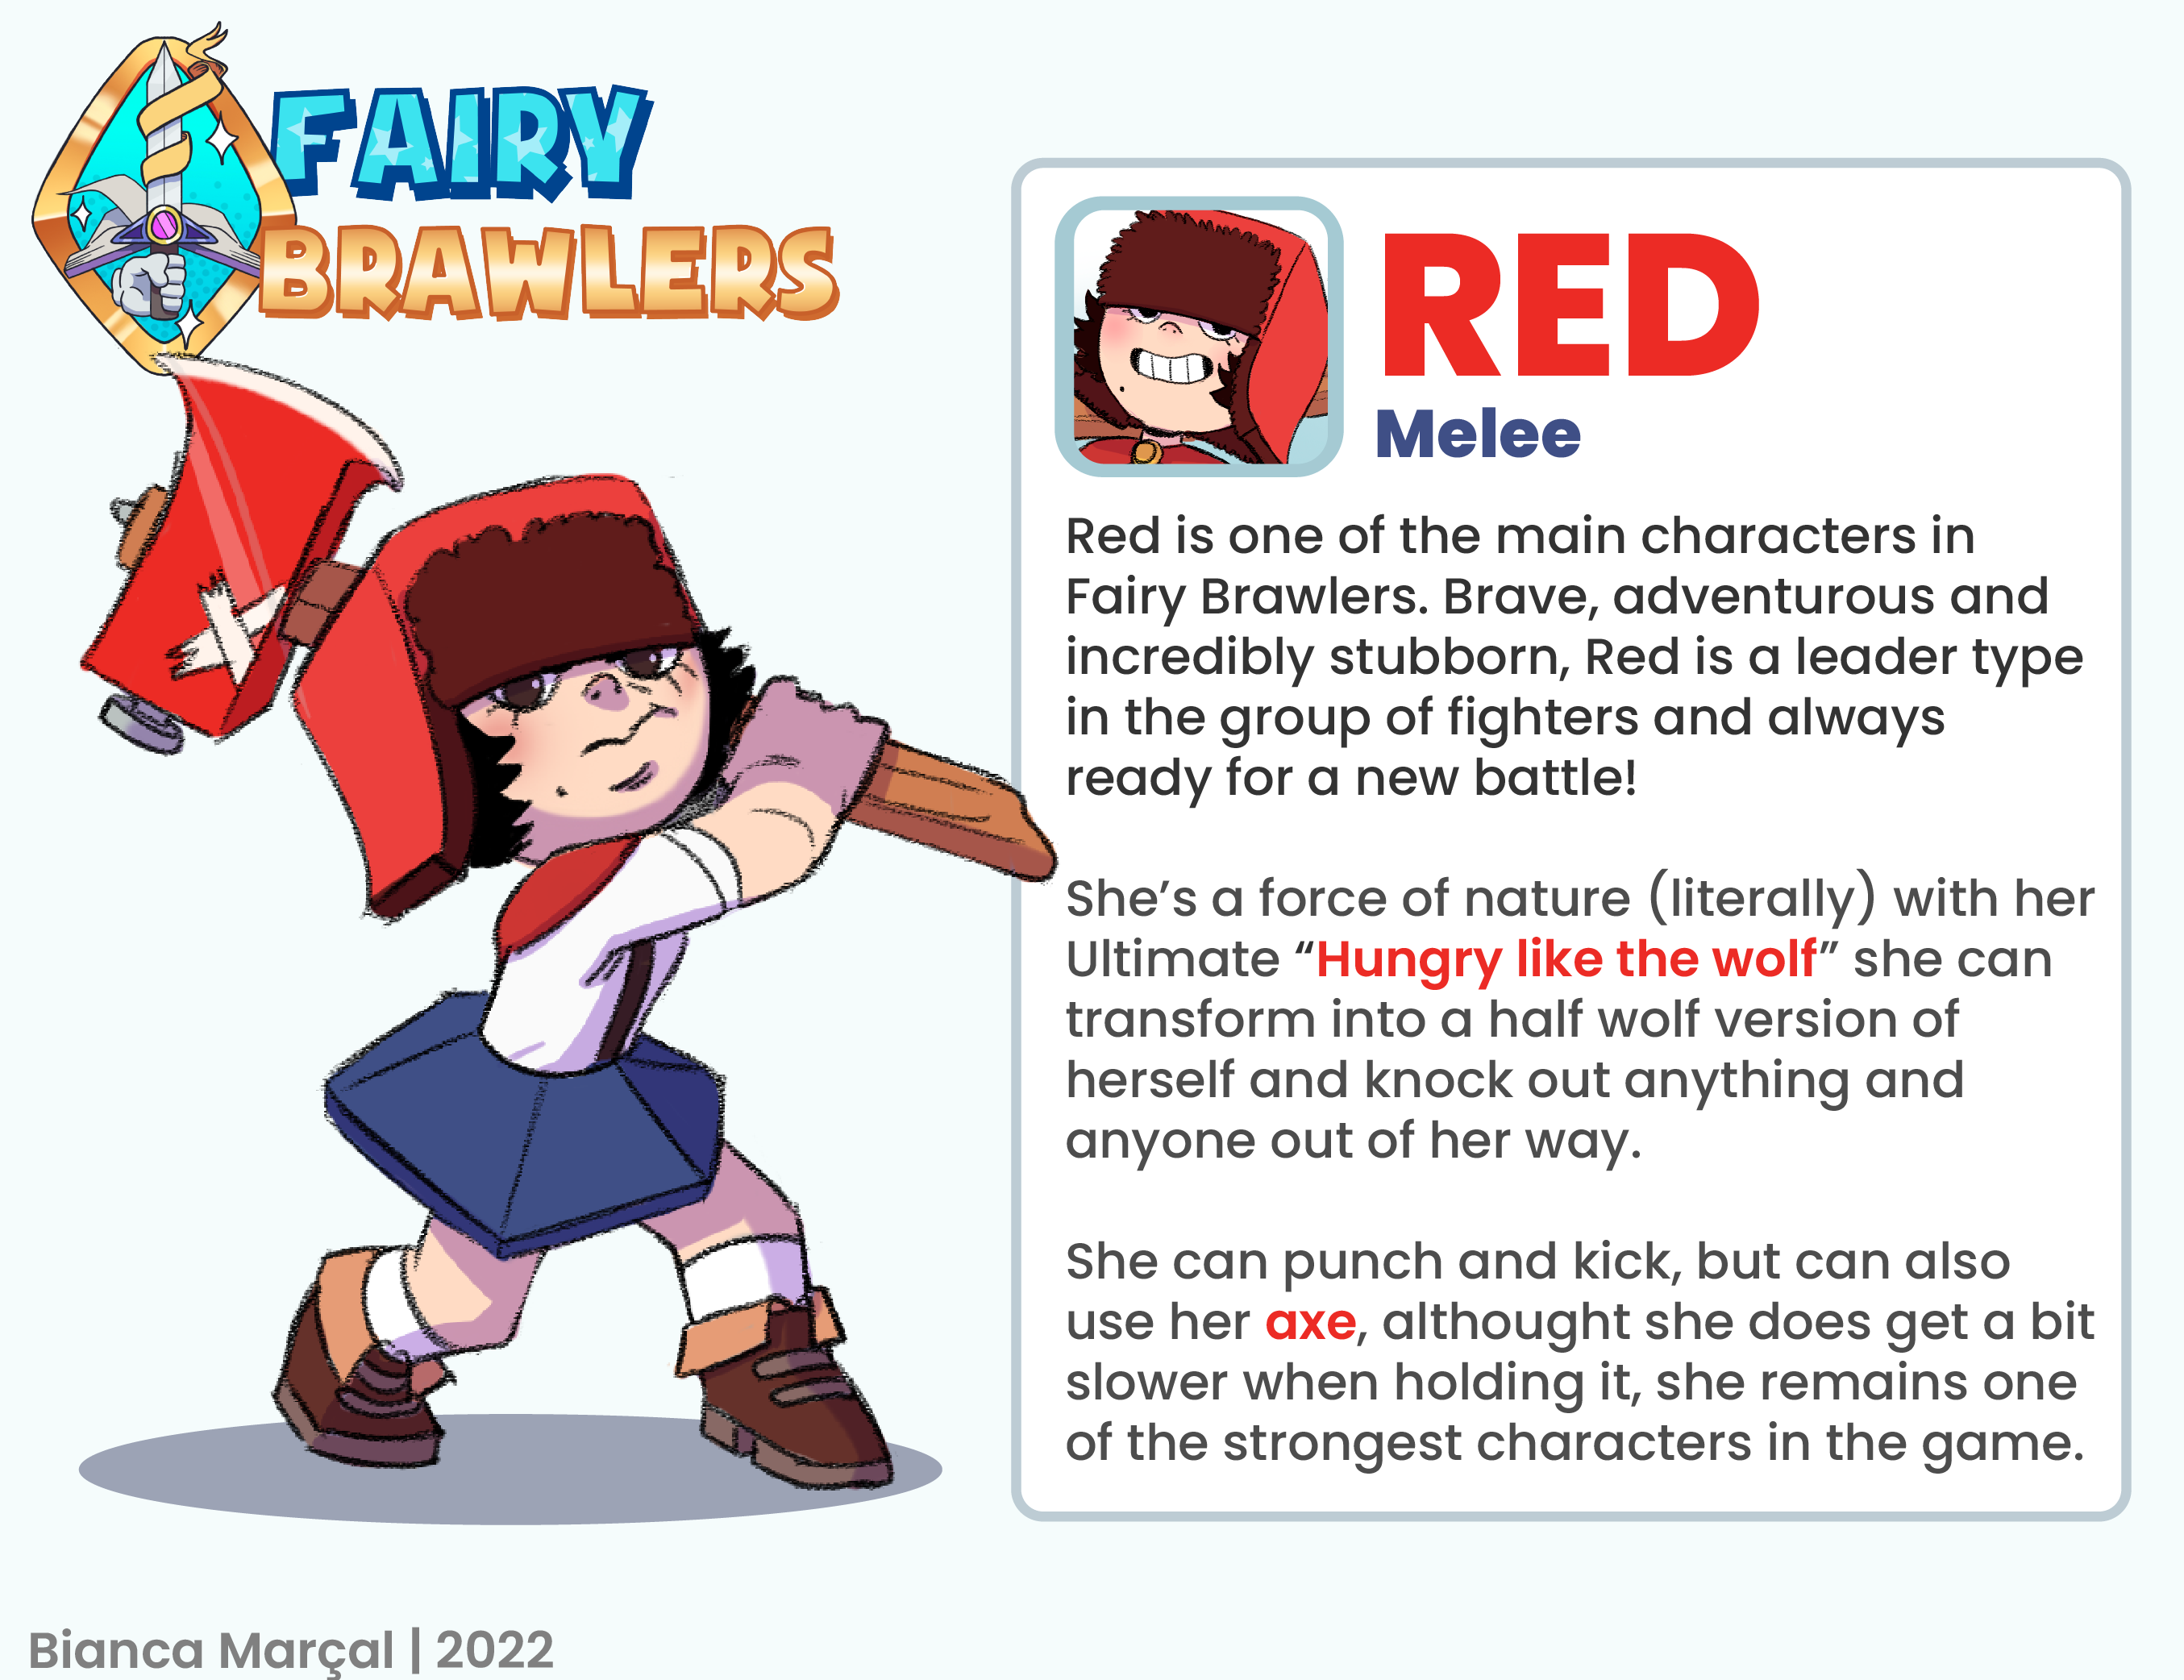 FAIRY
BRAWLERS
RED
Melee
Red is one of the main characters in
Fairy Brawlers. Brave, adventurous and
incredibly stubborn, Red is a leader type
in the group of fighters and always
ready for a new battle!
She’s a force of nature (literally) with her
Ultimate “Hungry like the wolf” she can
transform into a half wolf version of
herself and knock out anything and
anyone out of her way.
She can punch and kick, but can also
use her axe, althought she does get a bit
slower when holding it, she remains one
of the strongest characters in the game.
Bianca Marçal | 2022